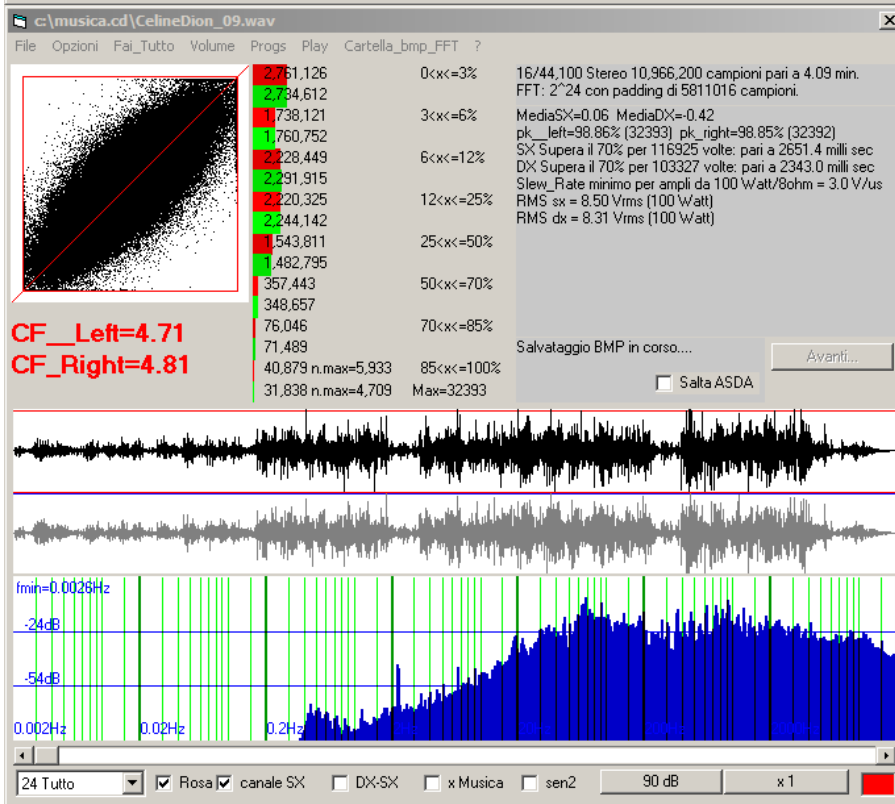 c:\musica.cd\CelineDion_09.wav
File Opzioni Fai_Tutto Volume Progs Play Cartella_bmp_FFT ?
2,761,126 0<x<=3%
2,734,612
1,738,121 3<x<=6%
1,760,752
2,228,449 6<x<=12%
2,291,915
2,220,325 12<x<=25%
2,244,142
1,543,811 25<x<=50%
1,482,795
357,443 50<x<=70%
348,657
76,046 70<x<=85%
71,489
40,879 n.max=5,933 85<x<=100%
31,838 n.max=4,709 Max=32393
CF__Left=4.71
CF_Right=4.81
16/44,100 Stereo 10,966,200 campioni pari a 4.09 min.
FFT: 2^24 con padding di 5811016 campioni.
MediaSX=0.06 MediaDX=-0.42
pk__left=98.86% (32393) pk_right=98.85% (32392)
SX Supera il 70% per 116925 volte: pari a 2651.4 milli sec
DX Supera il 70% per 103327 volte: pari a 2343.0 milli sec
Slew_Rate minimo per ampli da 100 Watt/8ohm = 3.0 V/us
RMS sx = 8.50 Vrms (100 Watt)
RMS dx = 8.31 Vrms (100 Watt)
Salvataggio BMP in corso....
Avanti...
Salta ASDA
fmin=0.0026Hz
-24dB
-54dB
0.002Hz 0.02Hz 0.2Hz
24 Tutto Rosa canale SX DX-SX x Musica sen2 90 dB x 1